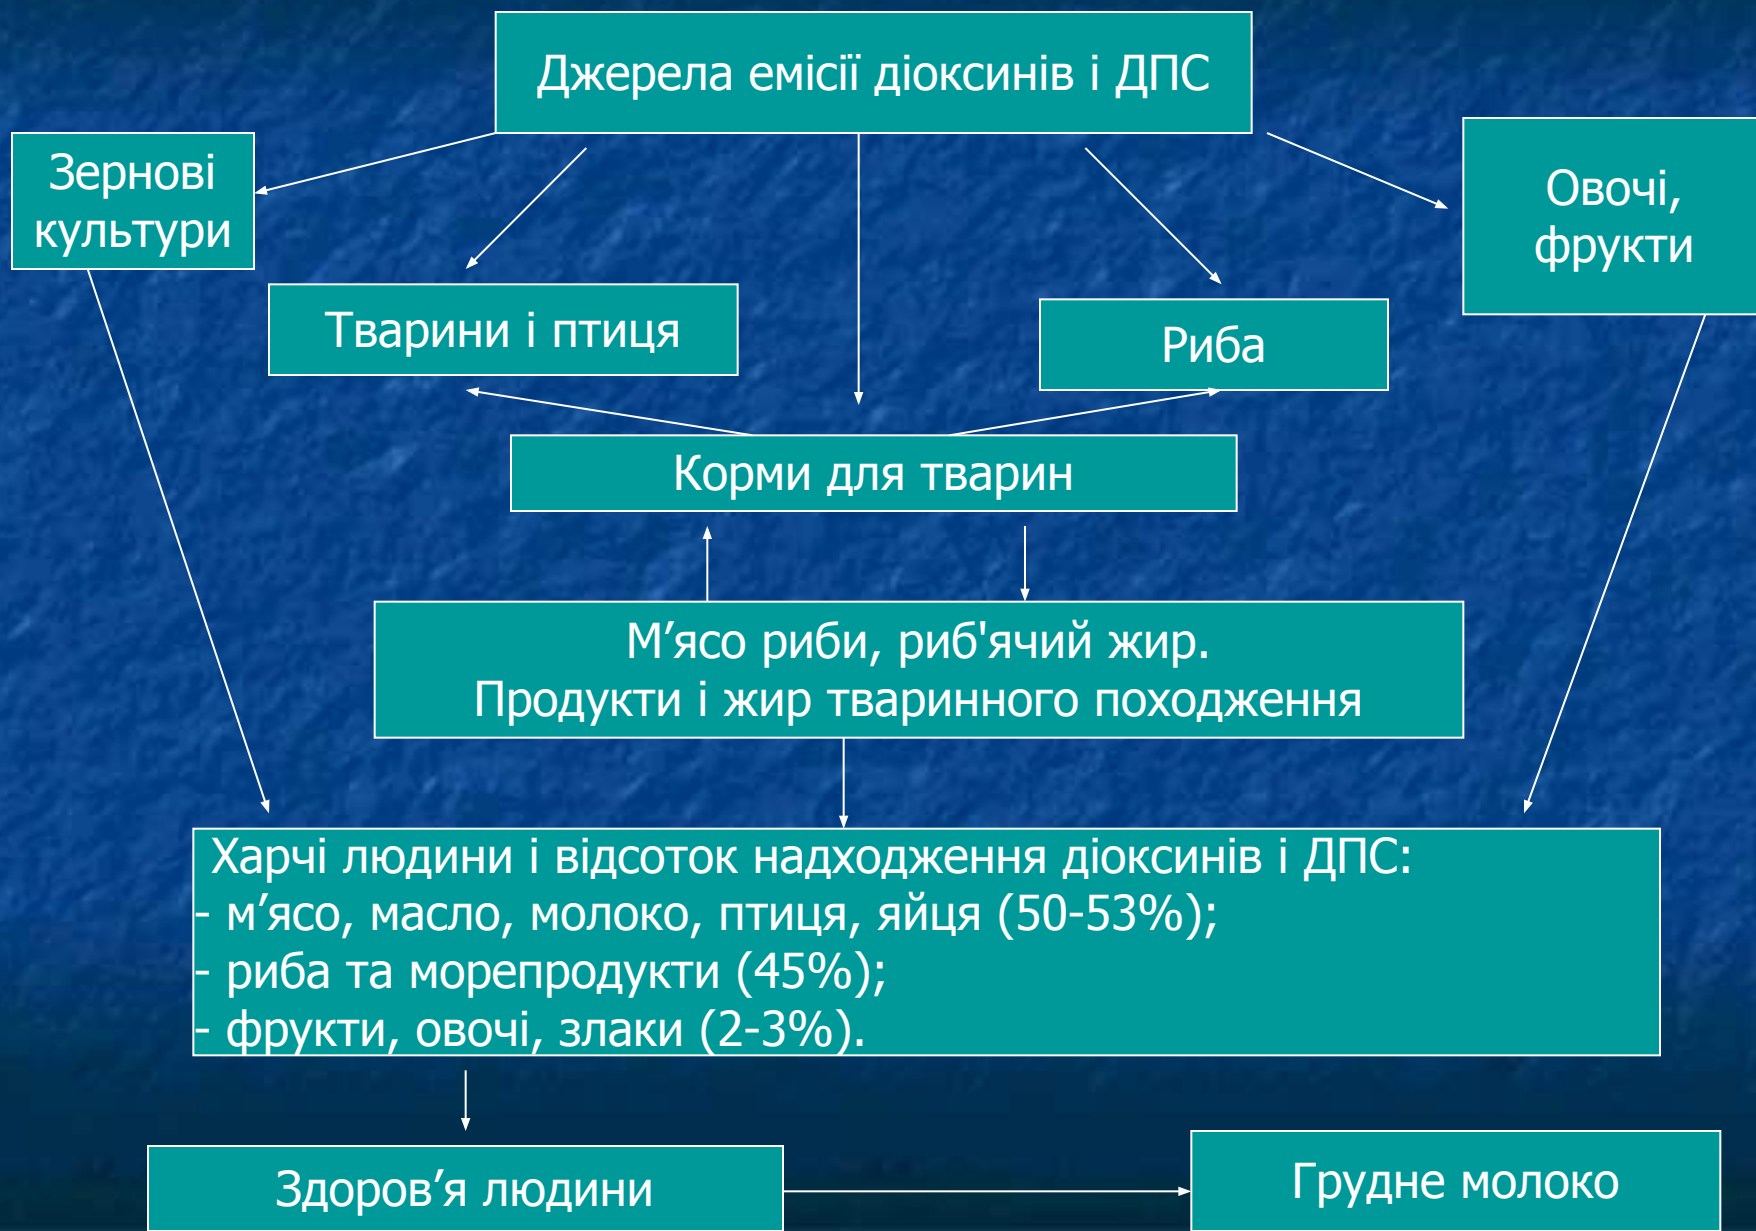 Джерела емісії діоксинів і ДПС
Зернові
культури
Овочі,
фрукти
Тварини і птиця
Риба
Корми для тварин
М’ясо риби, риб'ячий жир.
Продукти і жир тваринного походження
Харчі людини і відсоток надходження діоксинів і ДПС:
- м’ясо, масло, молоко, птиця, яйця (50-53%);
- риба та морепродукти (45%);
- фрукти, овочі, злаки (2-3%).
Здоров’я людини
Грудне молоко